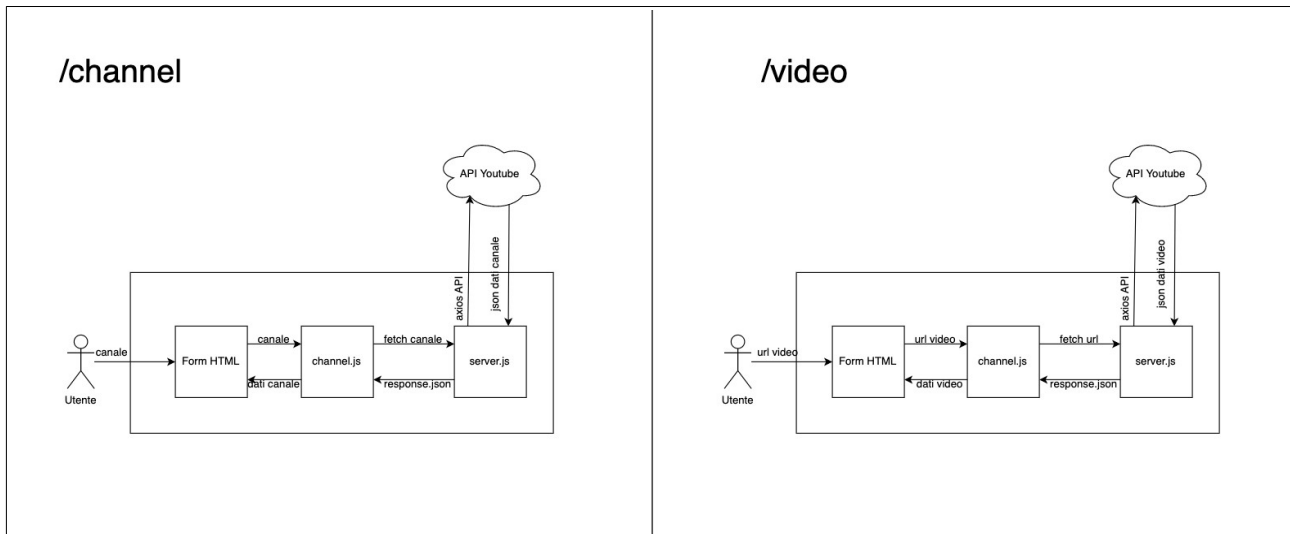 /channel
API Youtube
axios API
json dati canale
canale
Form HTML
canale
dati canale
channel.js
fetch canale
response.json
server.js
Utente
/video
API Youtube
axios API
json dati video
url video
Form HTML
url video
dati video
channel.js
fetch url
response.json
server.js
Utente